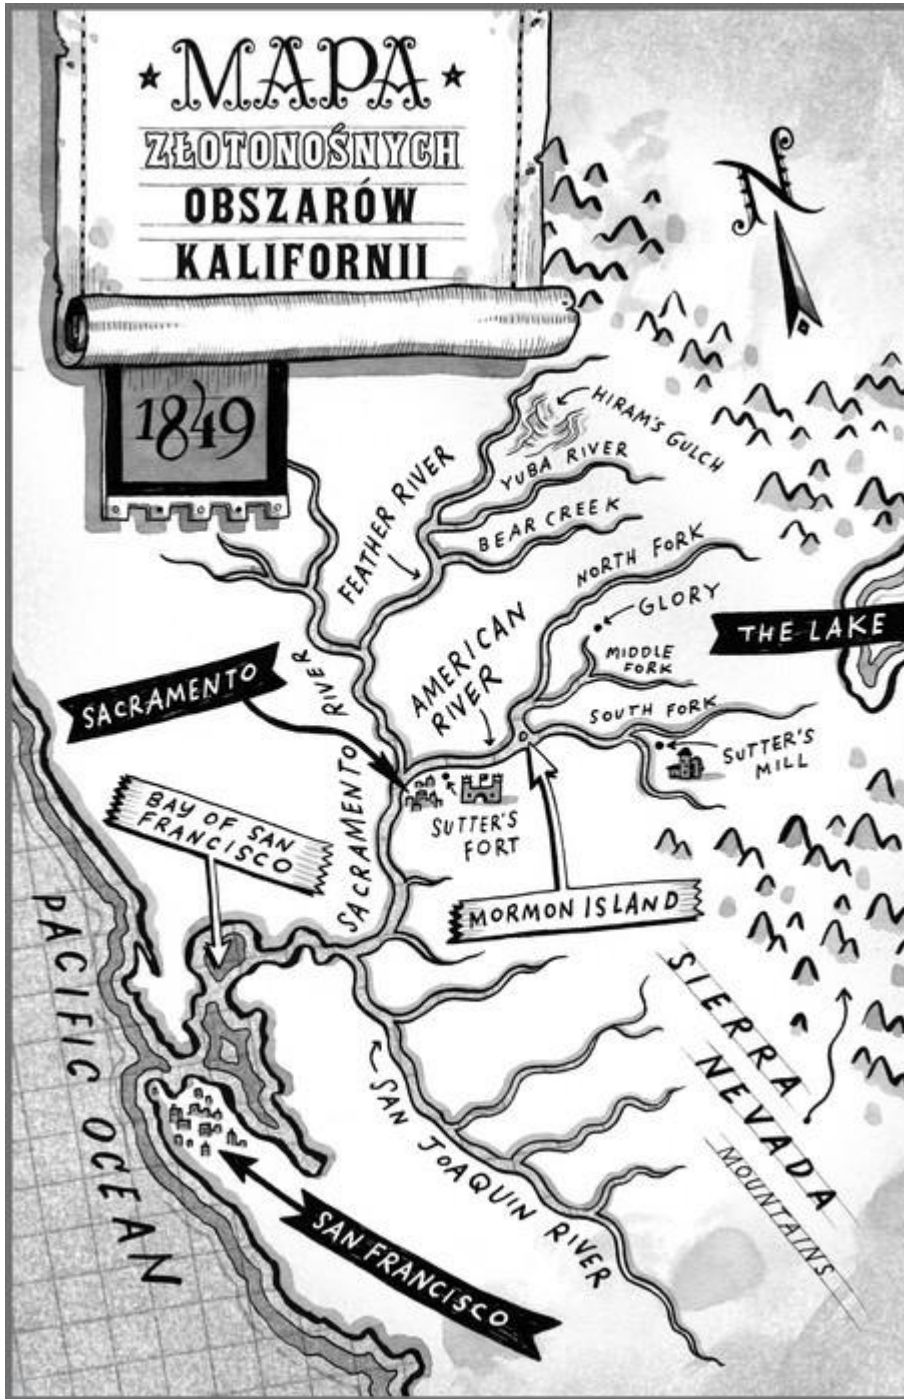 MAPA
ZŁOTONOŚNYCH
OBSZARÓW
KALIFORNII
1849
N
HIRAM'S GULCH
YUBA RIVER
FEATHER RIVER
BEAR CREEK
NORTH FORK
GLORY
THE LAKE
AMERICAN
RIVER
MIDDLE
FORK
SACRAMENTO
SOUTH FORK
SUTTER'S
MILL
SACRAMENTO RIVER
SUTTER'S
FORT
BAY OF SAN
FRANCISCO
MORMON ISLAND
PACIFIC OCEAN
SIERRA
NEVADA
MOUNTAINS
SAN JOAQUIN RIVER
SAN FRANCISCO